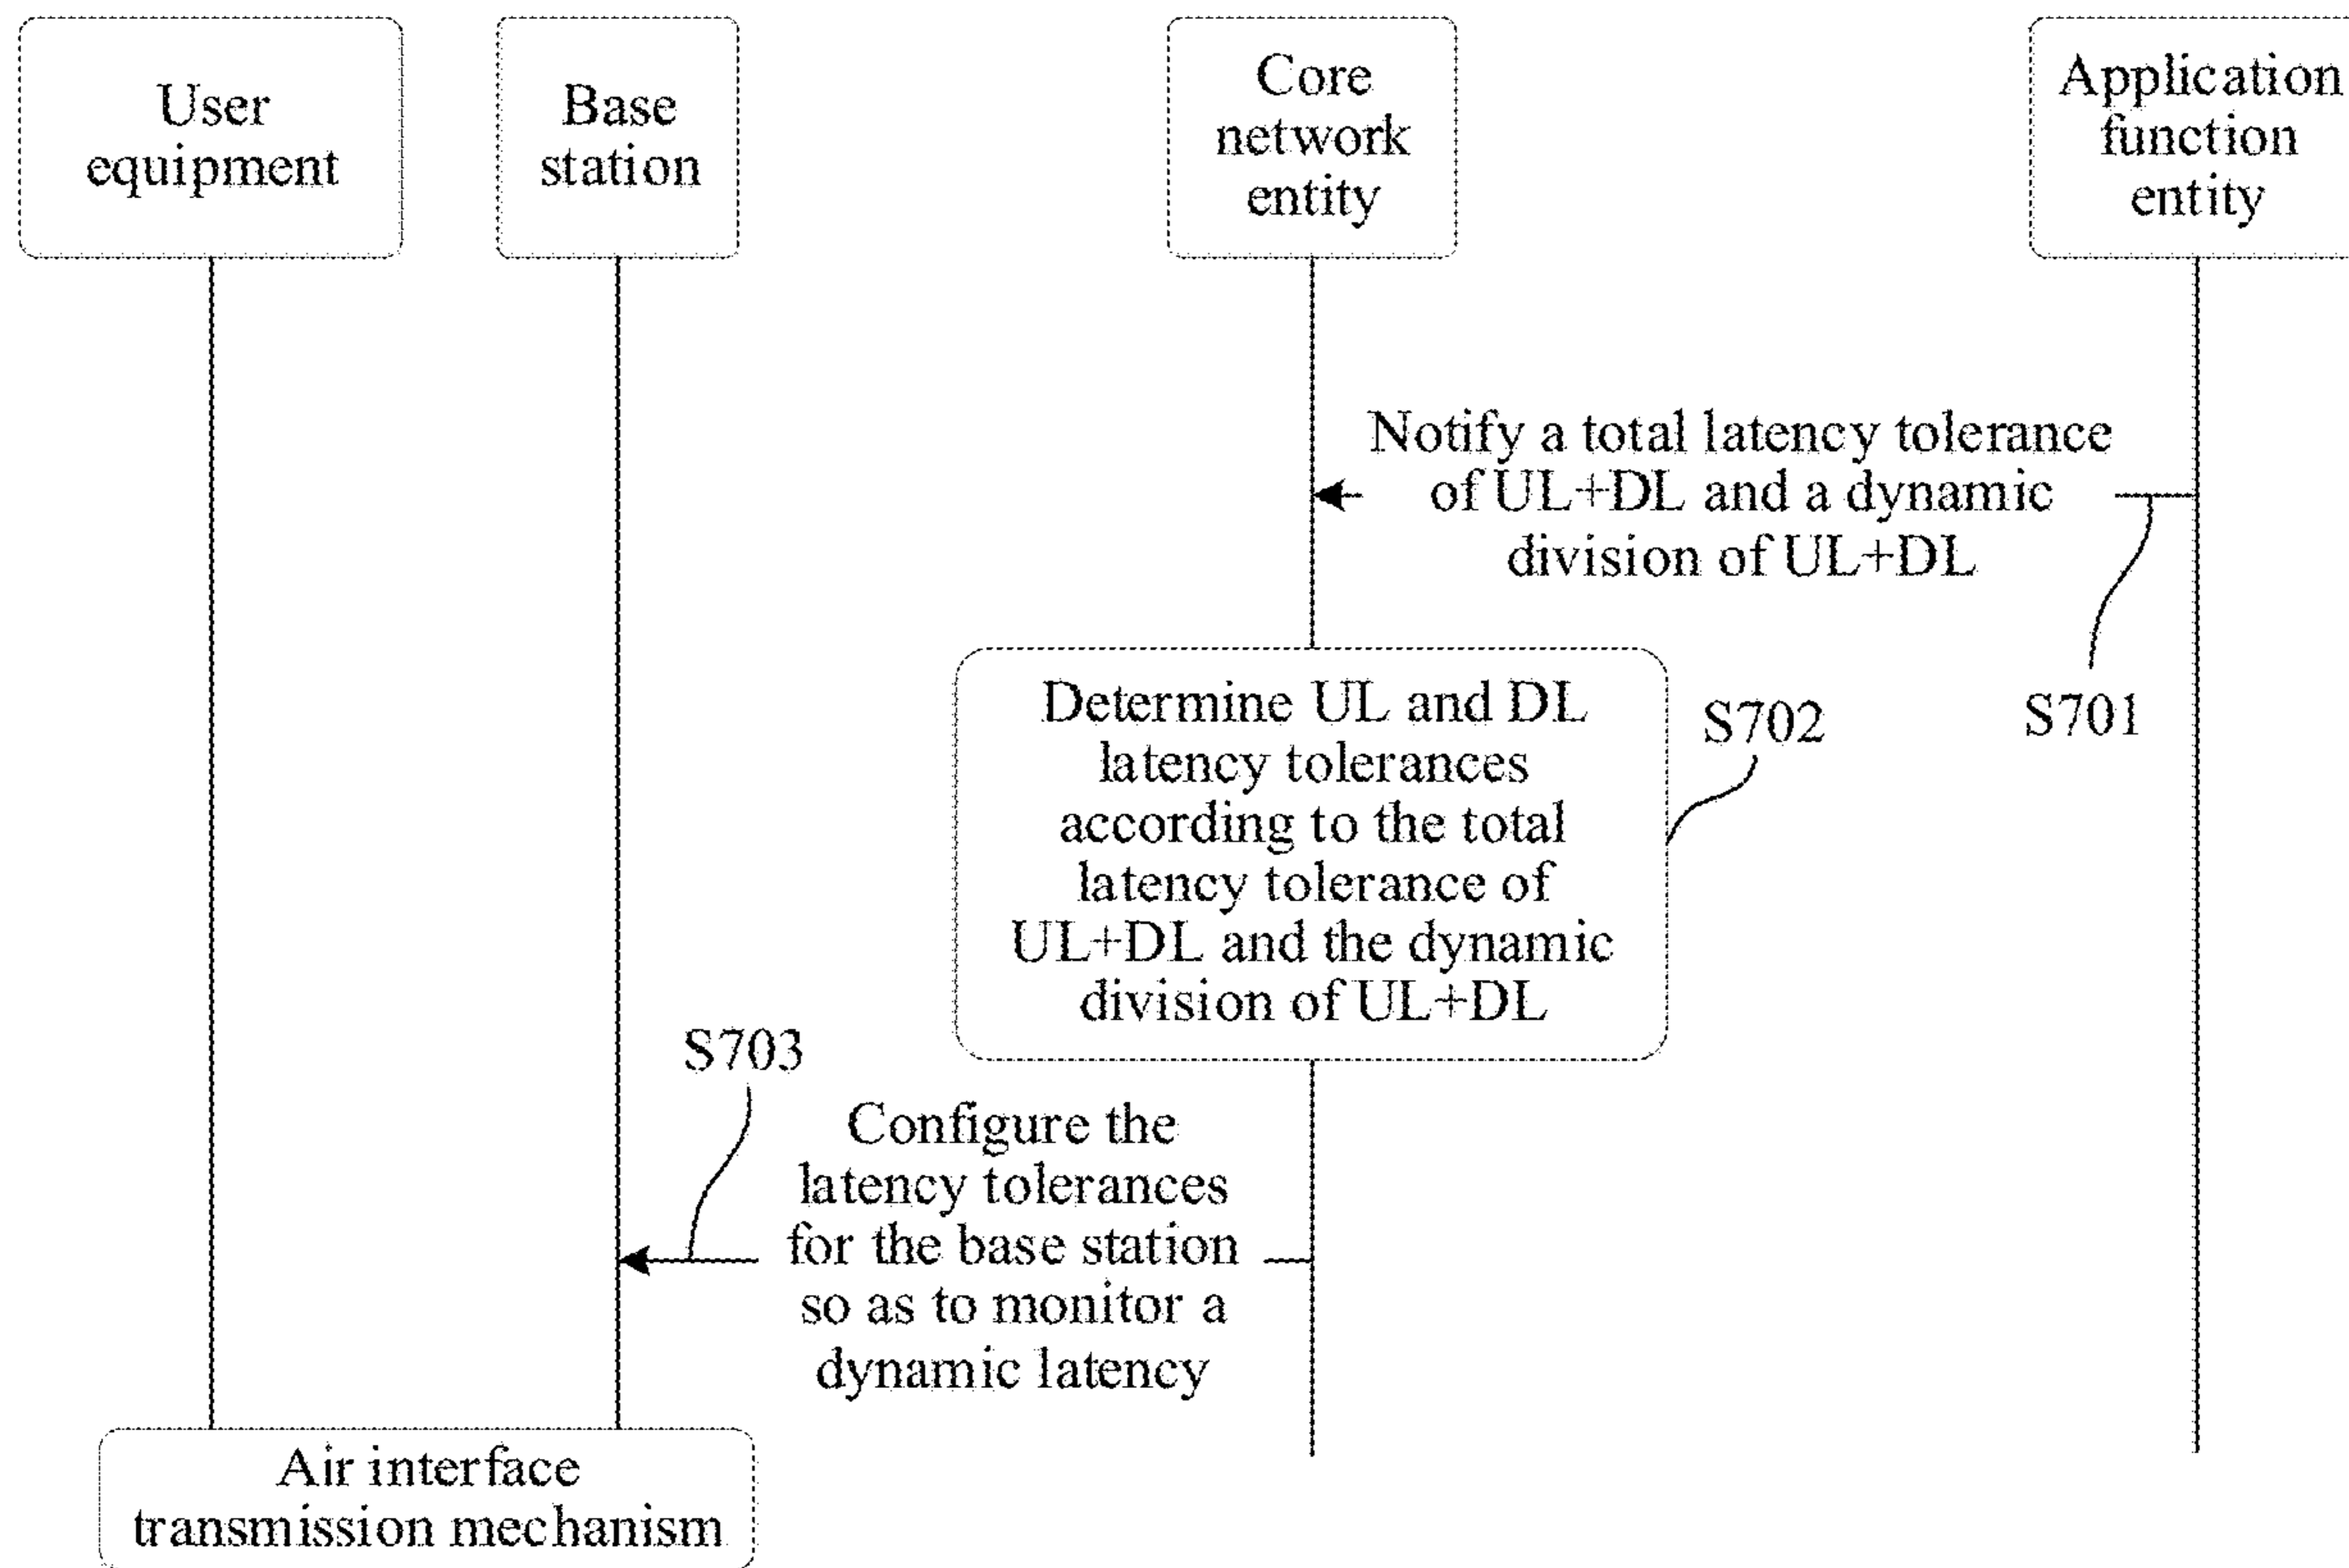 User
equipment
Base
station
Core
network
entity
Application
function
entity
Notify a total latency tolerance
of UL+DL and a dynamic
division of UL+DL
S701
Determine UL and DL
latency tolerances
according to the total
latency tolerance of
UL+DL and the dynamic
division of UL+DL
S702
S703
Configure the
latency tolerances
for the base station
so as to monitor a
dynamic latency
Air interface
transmission mechanism